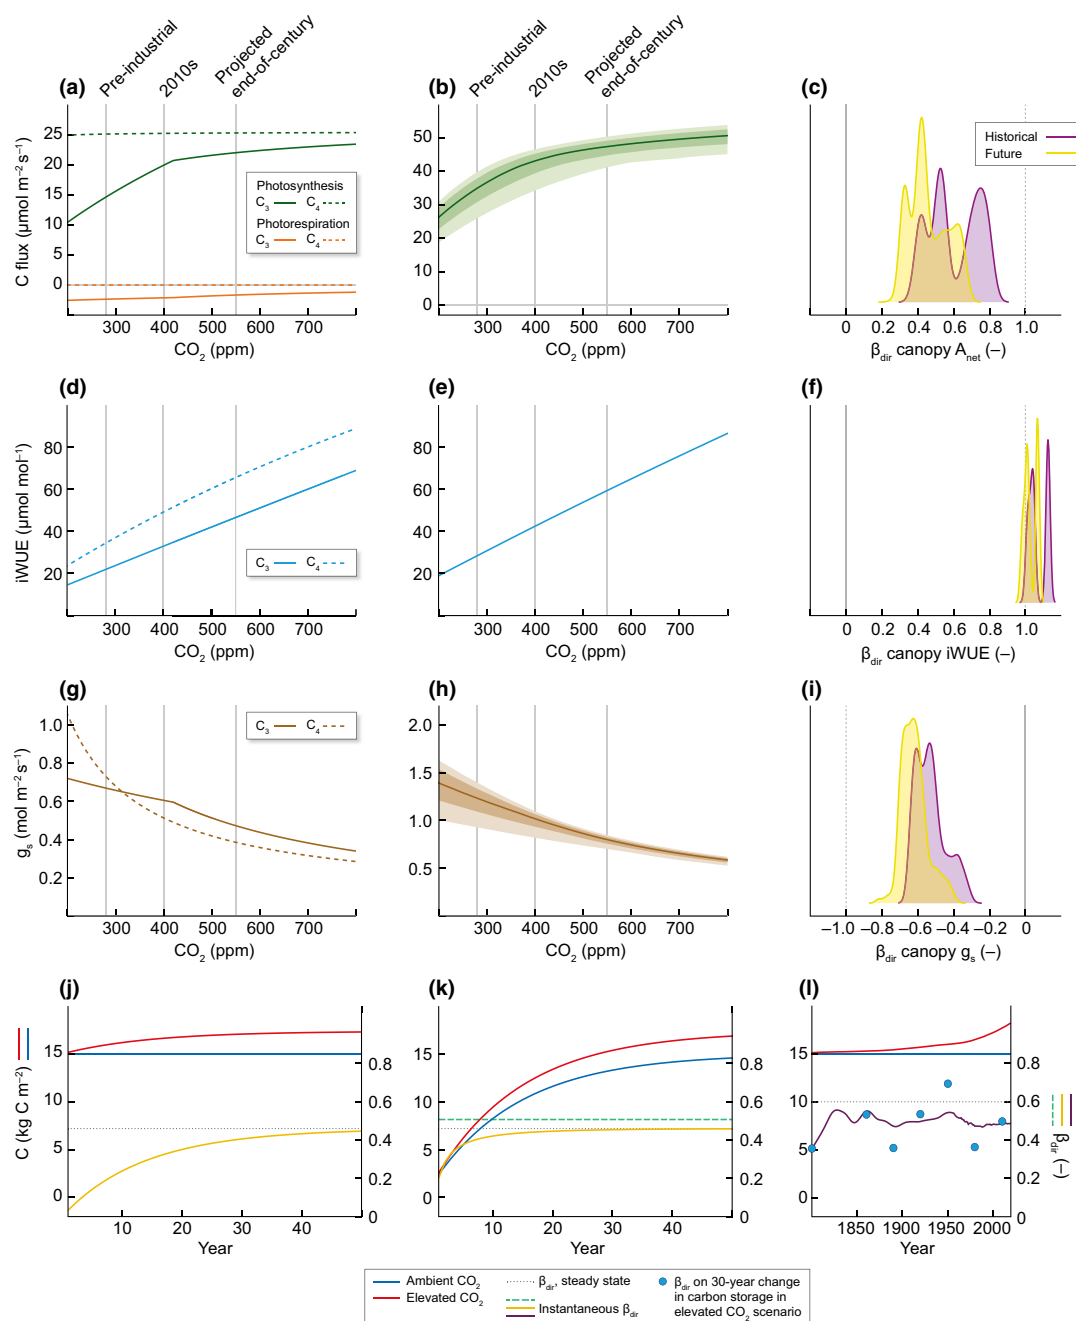 Pre-industrial
2010s
Projected
end-of-century
Pre-industrial
2010s
Projected
end-of-century
(a)
C flux (μmol m⁻² s⁻¹)
25
20
15
10
5
0
Photosynthesis
C₃ C₄
Photorespiration
C₃ C₄
300 400 500 600 700
CO₂ (ppm)
(b)
50
40
30
20
10
0
300 400 500 600 700
CO₂ (ppm)
(c)
Historical
Future
0 0.2 0.4 0.6 0.8 1.0
β_dir canopy A_net (–)
(d)
iWUE (μmol mol⁻¹)
80
60
40
20
C₃ C₄
300 400 500 600 700
CO₂ (ppm)
(e)
80
60
40
20
300 400 500 600 700
CO₂ (ppm)
(f)
0 0.2 0.4 0.6 0.8 1.0
β_dir canopy iWUE (–)
(g)
g_s (mol m⁻² s⁻¹)
1.0
0.8
0.6
0.4
0.2
C₃ C₄
300 400 500 600 700
CO₂ (ppm)
(h)
2.0
1.5
1.0
0.5
300 400 500 600 700
CO₂ (ppm)
(i)
–1.0 –0.8 –0.6 –0.4 –0.2 0
β_dir canopy g_s (–)
(j)
C (kg C m⁻²)
15
10
5
0
0.8
0.6
0.4
0.2
0
10 20 30 40 50
Year
(k)
15
10
5
0
0.8
0.6
0.4
0.2
0
10 20 30 40 50
Year
(l)
15
10
5
0
0.8
0.6
0.4
0.2
0
β_dir (–)
1850 1900 1950 2000
Year
Ambient CO₂
Elevated CO₂
β_dir, steady state
Instantaneous β_dir
β_dir on 30-year change
in carbon storage in
elevated CO₂ scenario